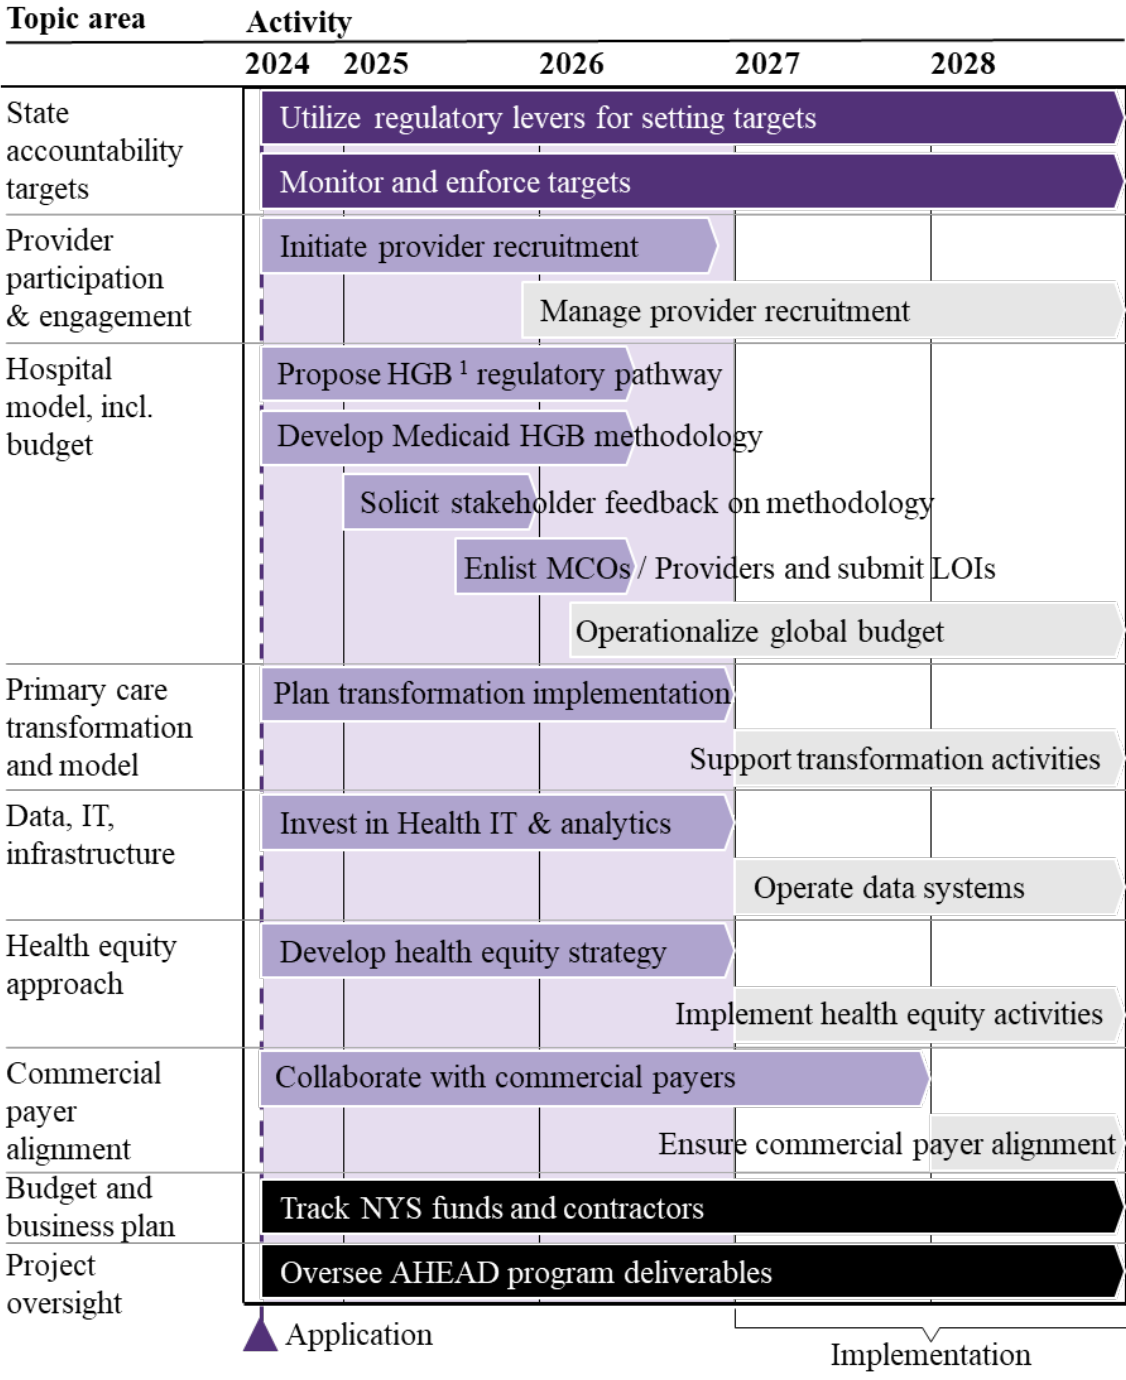 Topic area Activity
2024 2025 2026 2027 2028
State
accountability
targets
Utilize regulatory levers for setting targets
Monitor and enforce targets
Provider
participation
& engagement
Initiate provider recruitment
Manage provider recruitment
Hospital
model, incl.
budget
Propose HGB 1 regulatory pathway
Develop Medicaid HGB methodology
Solicit stakeholder feedback on methodology
Enlist MCOs / Providers and submit LOIs
Operationalize global budget
Primary care
transformation
and model
Plan transformation implementation
Support transformation activities
Data, IT,
infrastructure
Invest in Health IT & analytics
Operate data systems
Health equity
approach
Develop health equity strategy
Implement health equity activities
Commercial
payer
alignment
Collaborate with commercial payers
Ensure commercial payer alignment
Budget and
business plan
Track NYS funds and contractors
Project
oversight
Oversee AHEAD program deliverables
Application
Implementation